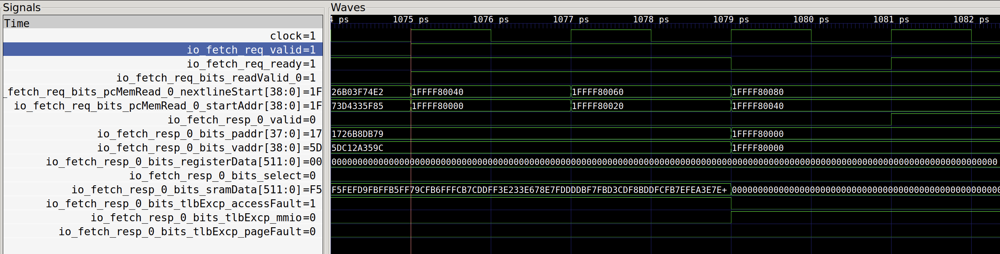 Signals Waves
Time 4 ps 1075 ps 1076 ps 1077 ps 1078 ps 1079 ps 1080 ps 1081 ps 1082 ps
clock=1
io_fetch_req_valid=1
io_fetch_req_ready=1
io_fetch_req_bits_readValid_0=1
_fetch_req_bits_pcMemRead_0_nextlineStart[38:0]=1F 26B03F74E2 1FFFF80040 1FFFF80060 1FFFF80080
io_fetch_req_bits_pcMemRead_0_startAddr[38:0]=1F 73D4335F85 1FFFF80000 1FFFF80020 1FFFF80040
io_fetch_resp_0_valid=0
io_fetch_resp_0_bits_paddr[37:0]=17 1726B8DB79 1FFFF80000
io_fetch_resp_0_bits_vaddr[38:0]=5D 5DC12A359C 1FFFF80000
io_fetch_resp_0_bits_registerData[511:0]=00
io_fetch_resp_0_bits_select=0
io_fetch_resp_0_bits_sramData[511:0]=F5 F5FEFD9FBFFB5FF79CFB6FFFCB7CDDFF3E233E678E7FDDDDBF7FBD3CDF8BDDFCFB7EFEA3E7E+
io_fetch_resp_0_bits_tlbExcp_accessFault=1
io_fetch_resp_0_bits_tlbExcp_mmio=0
io_fetch_resp_0_bits_tlbExcp_pageFault=0